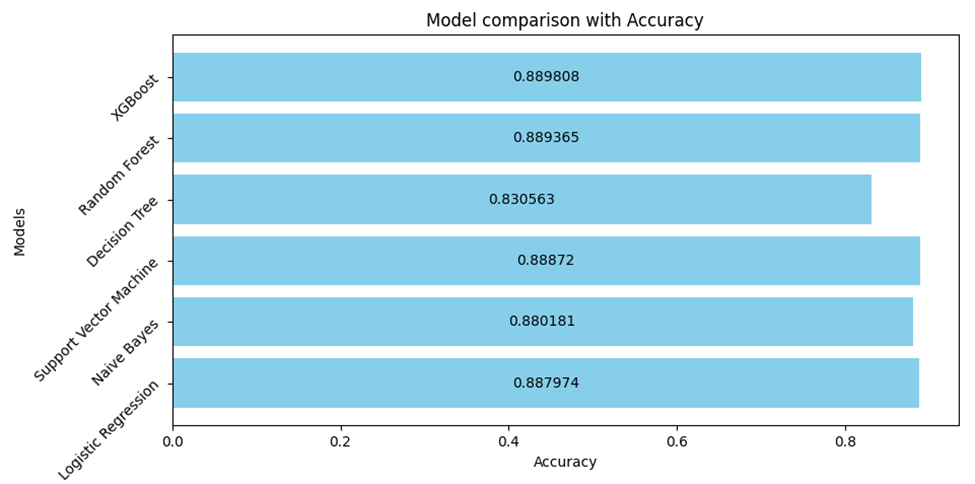 Model comparison with Accuracy
XGBoost
0.889808
Random Forest
0.889365
Decision Tree
0.830563
Support Vector Machine
0.88872
Naive Bayes
0.880181
Logistic Regression
0.887974
Models
0.0 0.2 0.4 0.6 0.8
Accuracy